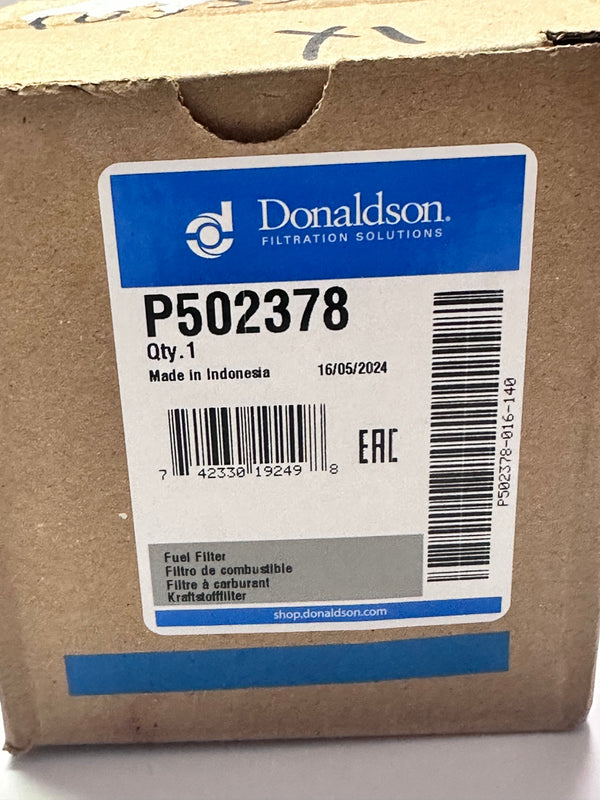 Donaldson.
FILTRATION SOLUTIONS
P502378
Qty.1
Made in Indonesia
16/05/2024
7 42330 19249 8
EAC
P502378-016-140
Fuel Filter
Filtro de combustible
Filtre à carburant
Kraftstofffilter
shop.donaldson.com